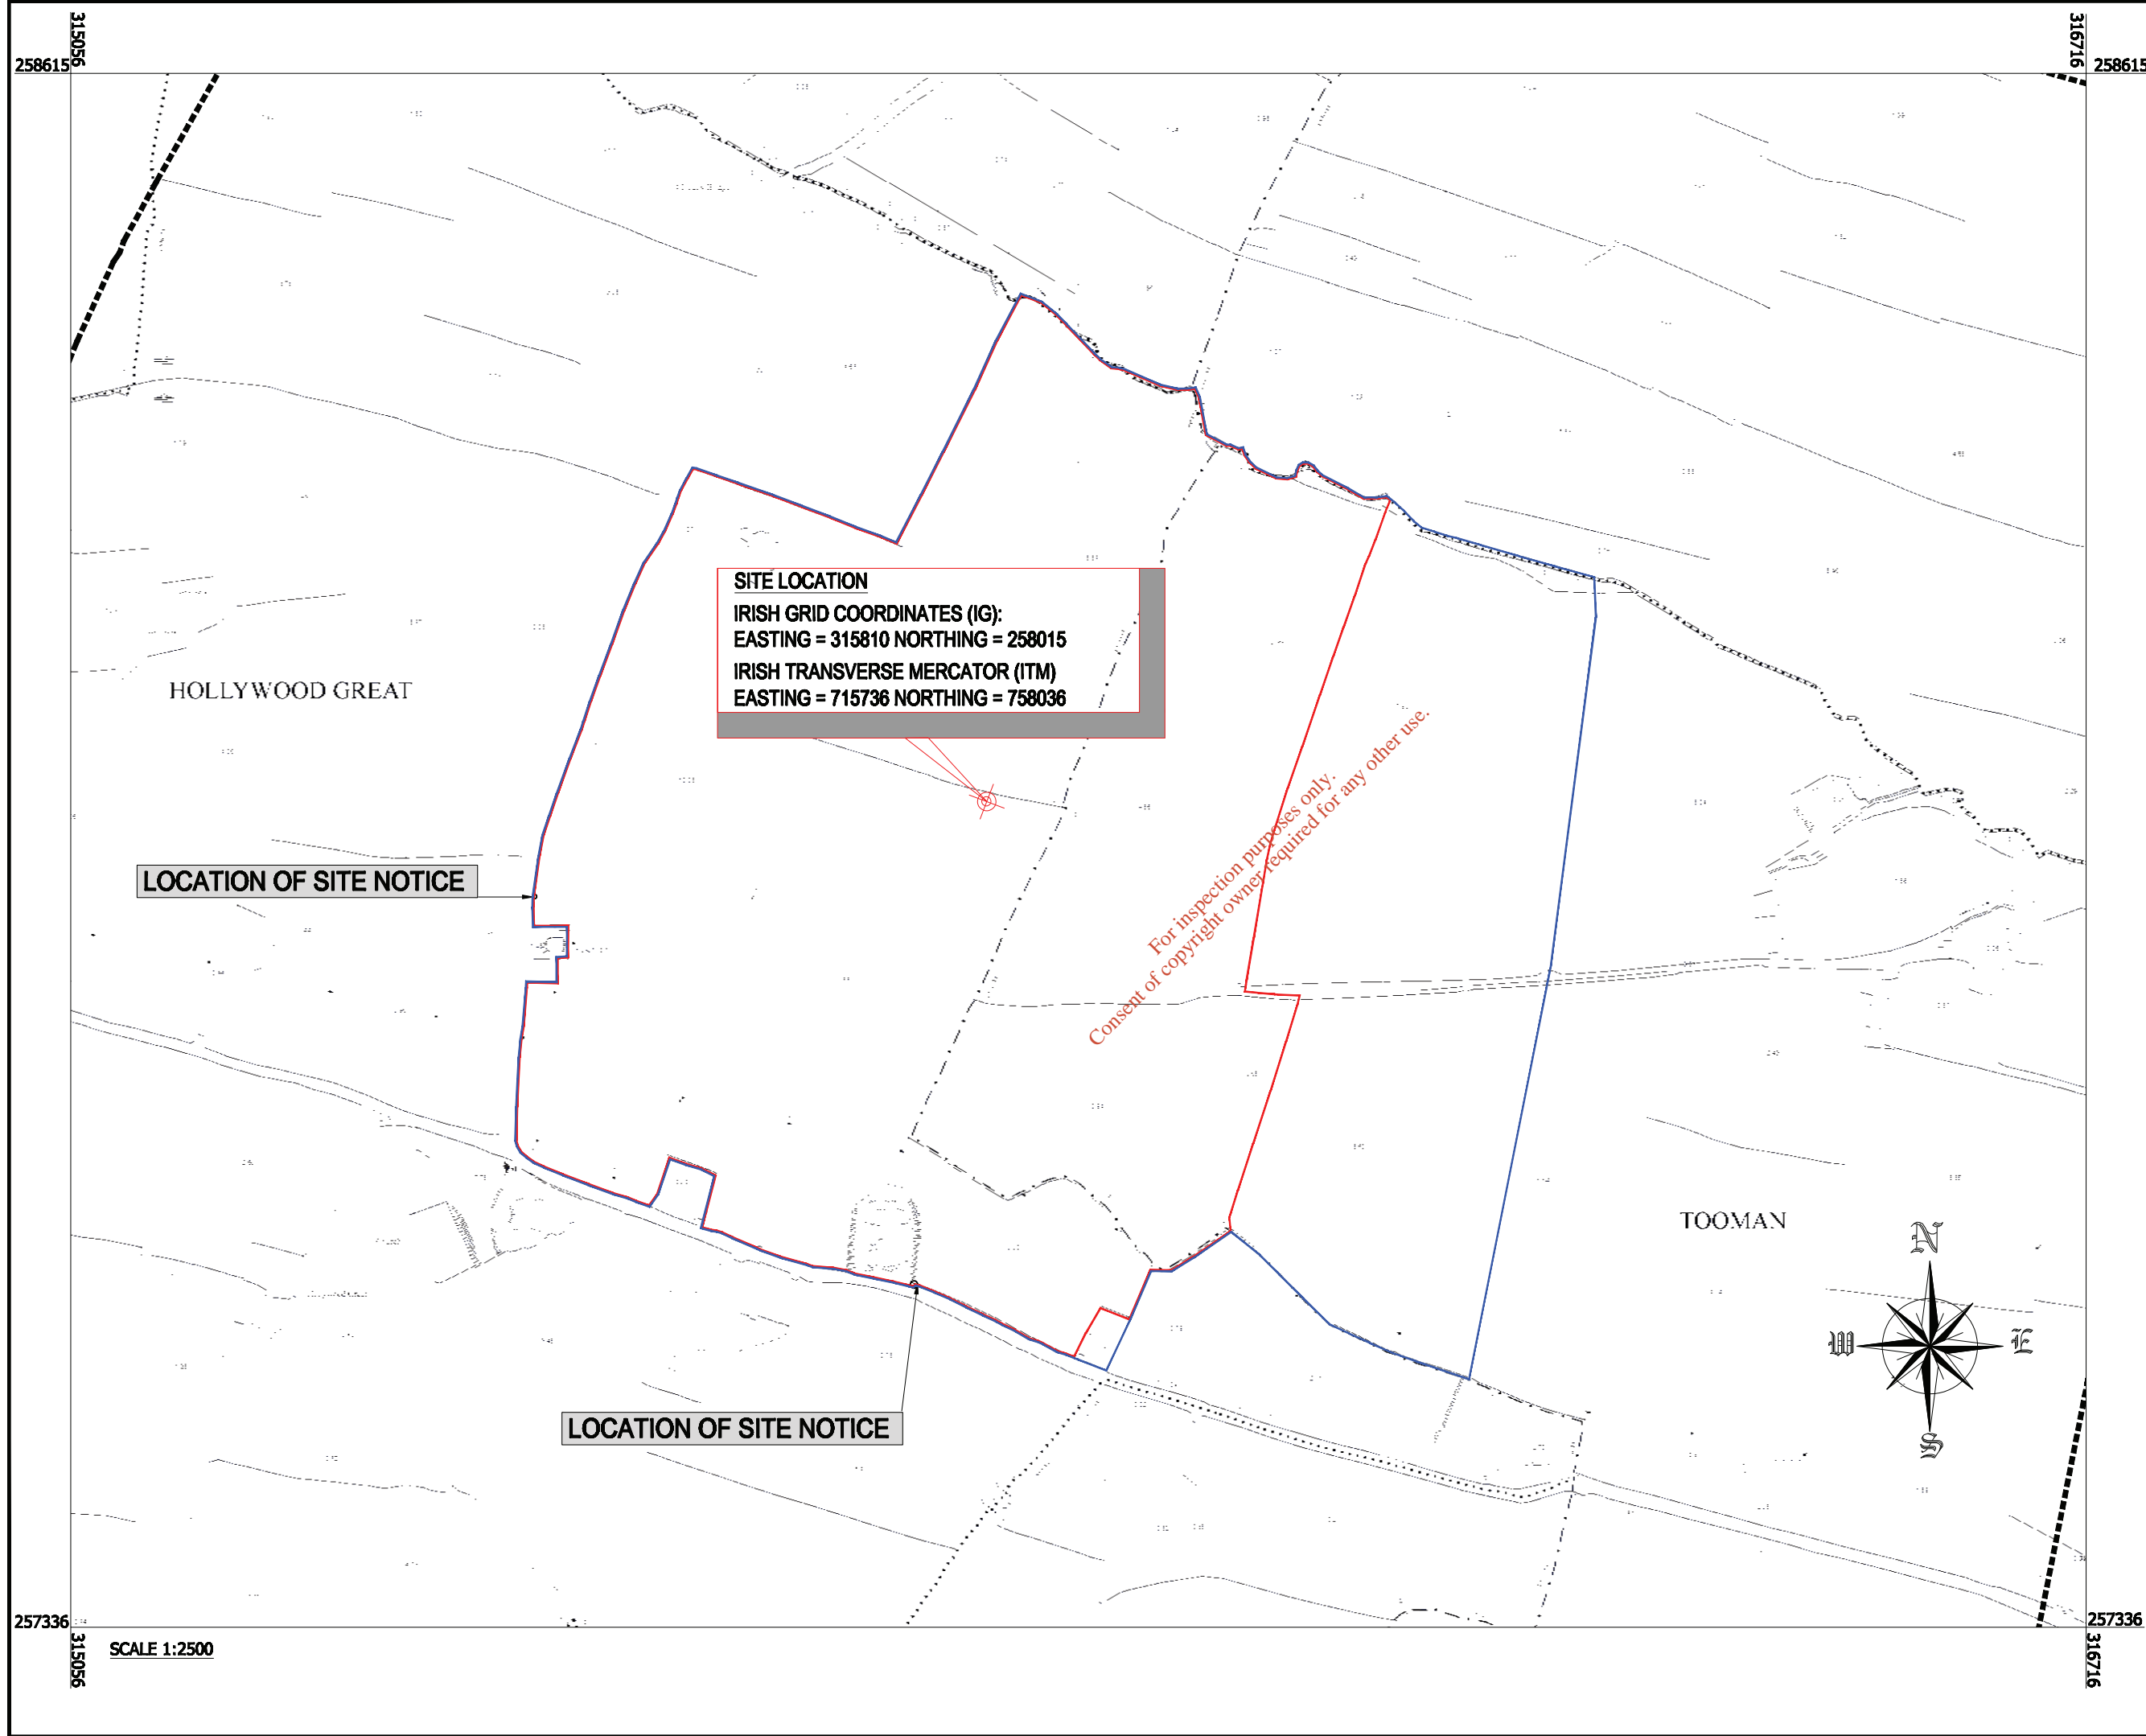 315056
316716
258615
258615
SITE LOCATION
IRISH GRID COORDINATES (IG):
EASTING = 315810 NORTHING = 258015
IRISH TRANSVERSE MERCATOR (ITM)
EASTING = 715736 NORTHING = 758036
HOLLYWOOD GREAT
For inspection purposes only.
Consent of copyright owner required for any other use.
LOCATION OF SITE NOTICE
TOOMAN
N
W
E
S
LOCATION OF SITE NOTICE
257336
257336
315056
SCALE 1:2500
316716